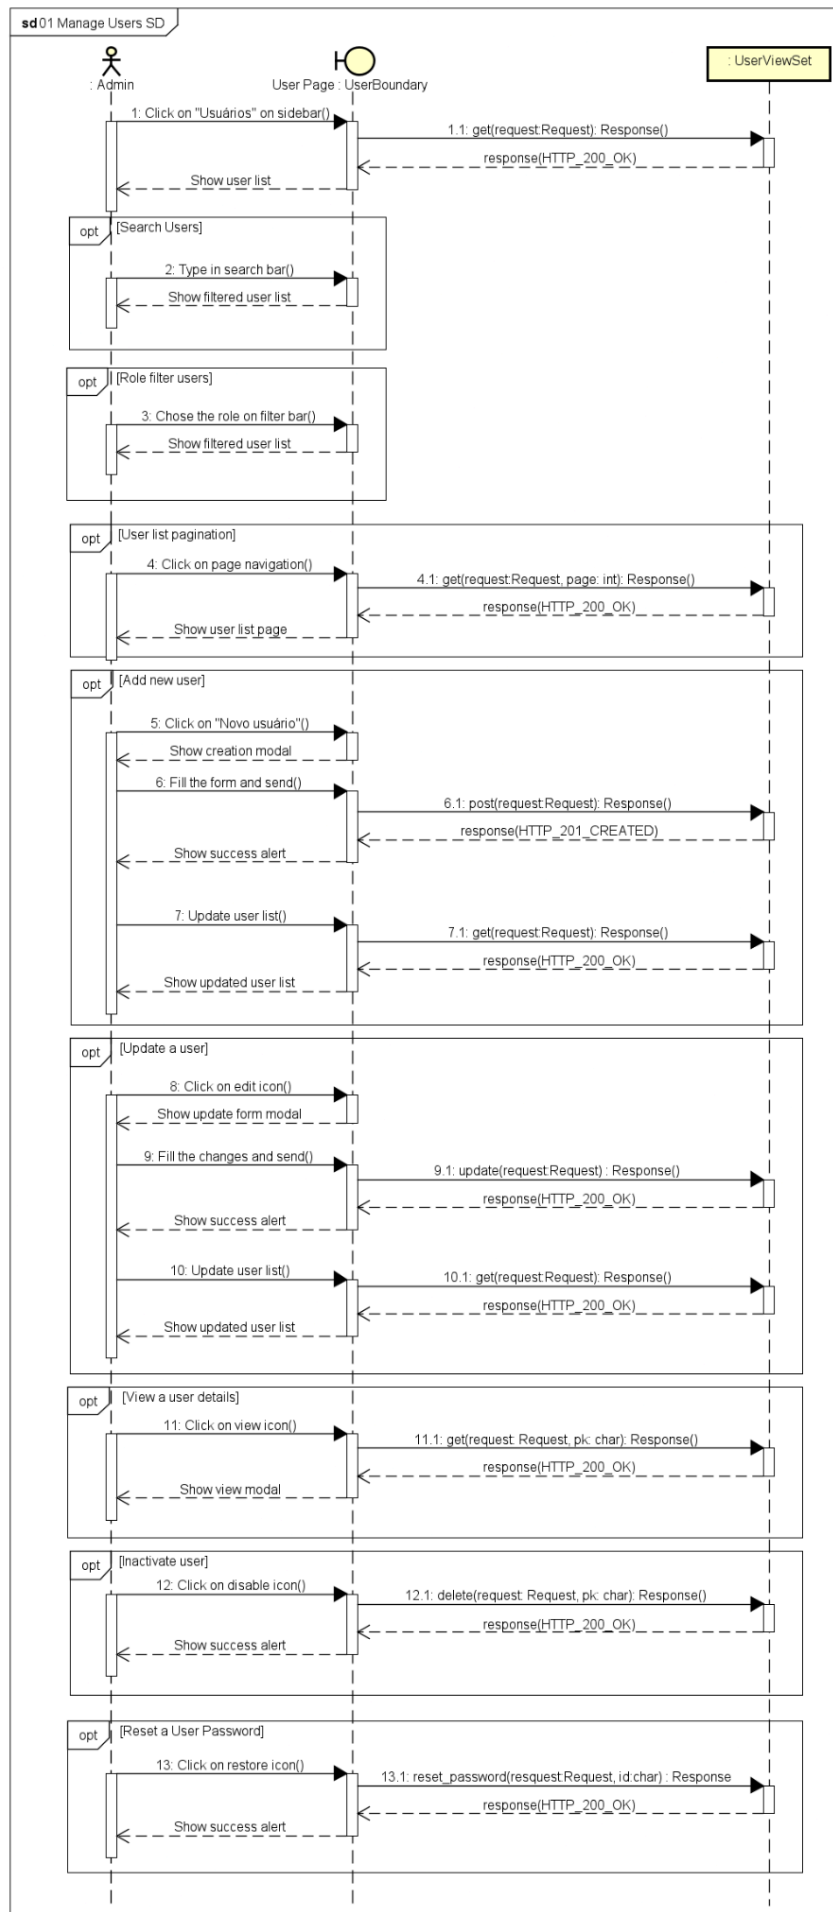 sd 01 Manage Users SD
: Admin
User Page : UserBoundary
: UserViewSet
1: Click on "Usuários" on sidebar()
1.1: get(request:Request): Response()
response(HTTP_200_OK)
Show user list
opt [Search Users]
2: Type in search bar()
Show filtered user list
opt [Role filter users]
3: Chose the role on filter bar()
Show filtered user list
opt [User list pagination]
4: Click on page navigation()
4.1: get(request:Request, page: int): Response()
response(HTTP_200_OK)
Show user list page
opt [Add new user]
5: Click on "Novo usuário"()
Show creation modal
6: Fill the form and send()
6.1: post(request:Request): Response()
response(HTTP_201_CREATED)
Show success alert
7: Update user list()
7.1: get(request:Request): Response()
response(HTTP_200_OK)
Show updated user list
opt [Update a user]
8: Click on edit icon()
Show update form modal
9: Fill the changes and send()
9.1: update(request:Request) : Response()
response(HTTP_200_OK)
Show success alert
10: Update user list()
10.1: get(request:Request): Response()
response(HTTP_200_OK)
Show updated user list
opt [View a user details]
11: Click on view icon()
11.1: get(request: Request, pk: char): Response()
response(HTTP_200_OK)
Show view modal
opt [Inactivate user]
12: Click on disable icon()
12.1: delete(request: Request, pk: char): Response()
response(HTTP_200_OK)
Show success alert
opt [Reset a User Password]
13: Click on restore icon()
13.1: reset_password(resquest:Request, id:char) : Response
response(HTTP_200_OK)
Show success alert